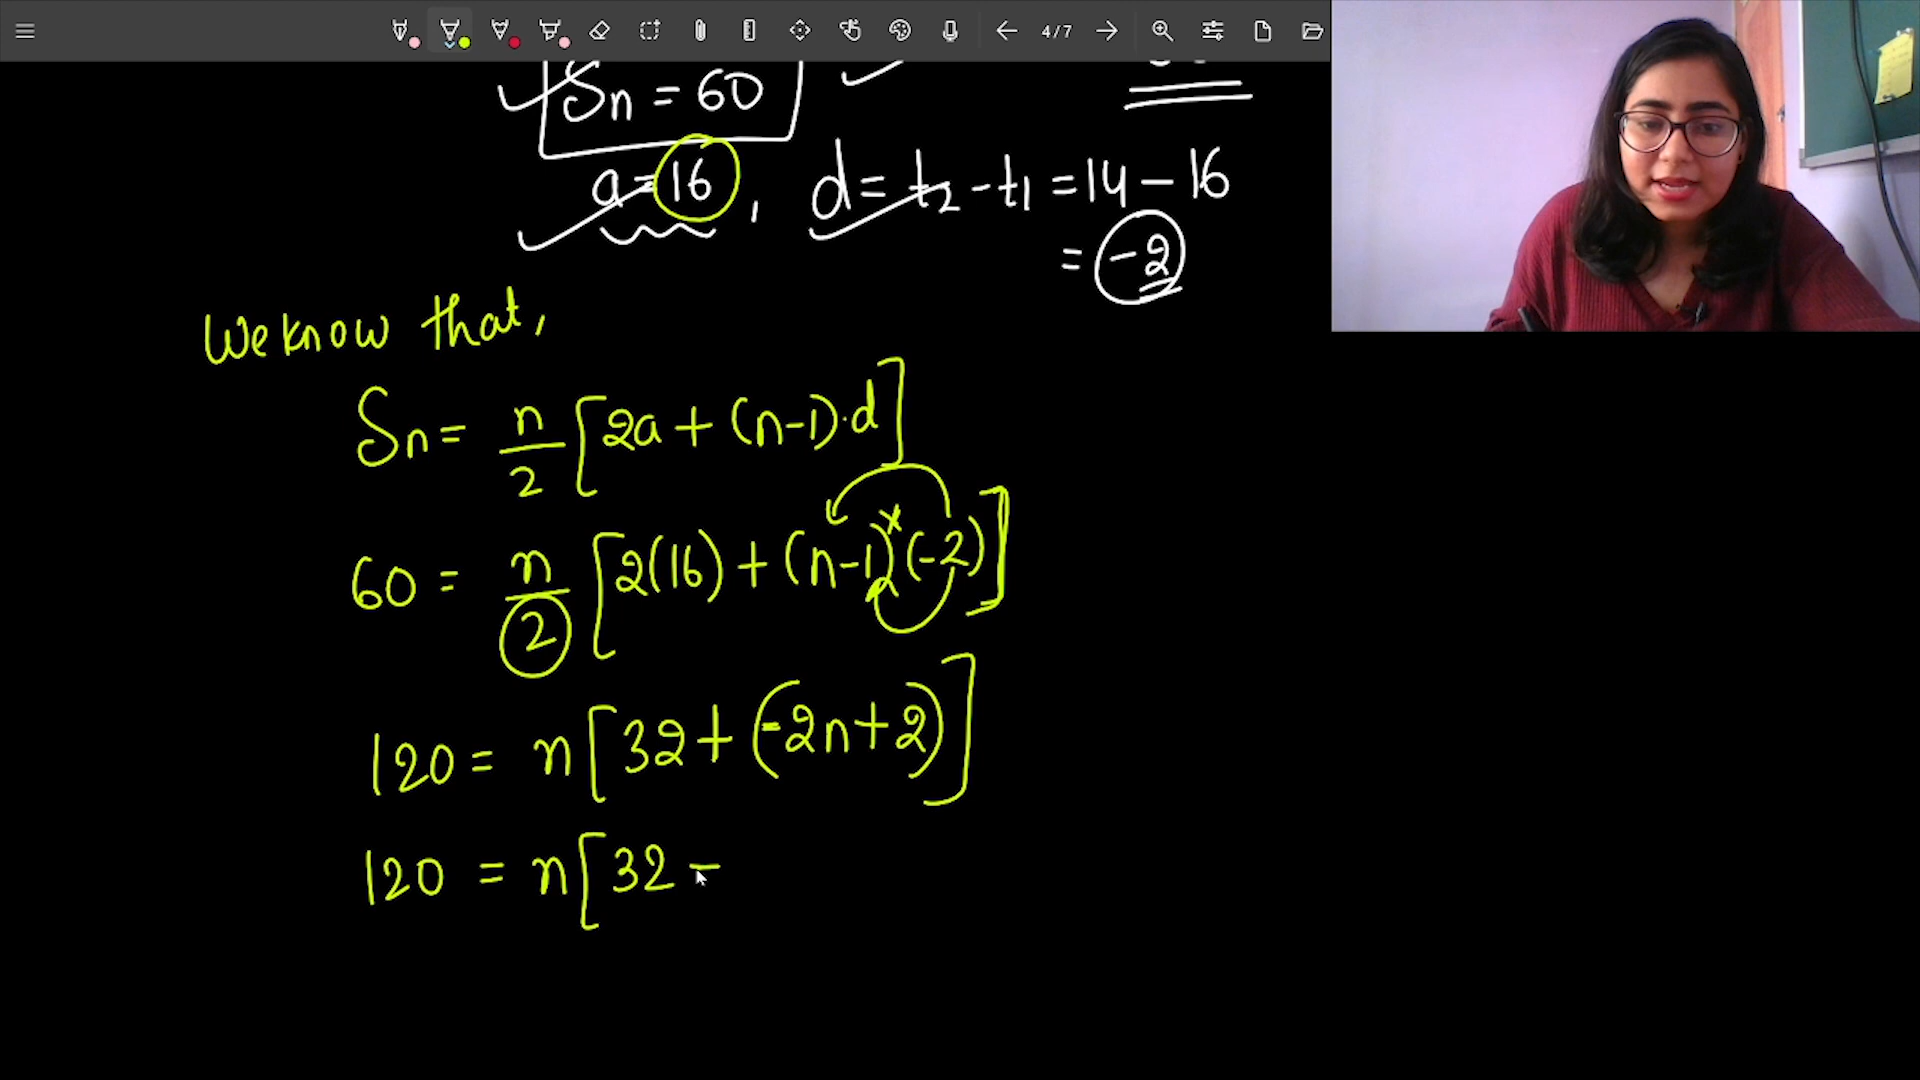 4/7
Sn = 60
a = 16, d = t2 - t1 = 14 - 16
= -2
We know that,
Sn = n/2 [2a + (n-1)·d]
60 = n/2 [2(16) + (n-1)×(-2)]
120 = n[32 + (-2n+2)]
120 = n[32 -